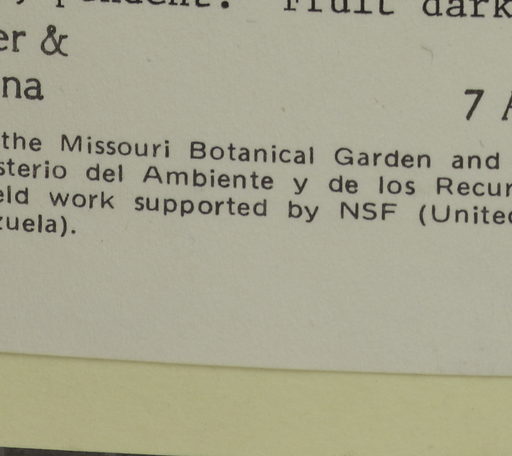 Fruit dark
er &
na
7
the Missouri Botanical Garden and
sterio del Ambiente y de los Recur
eld work supported by NSF (United
zuela).